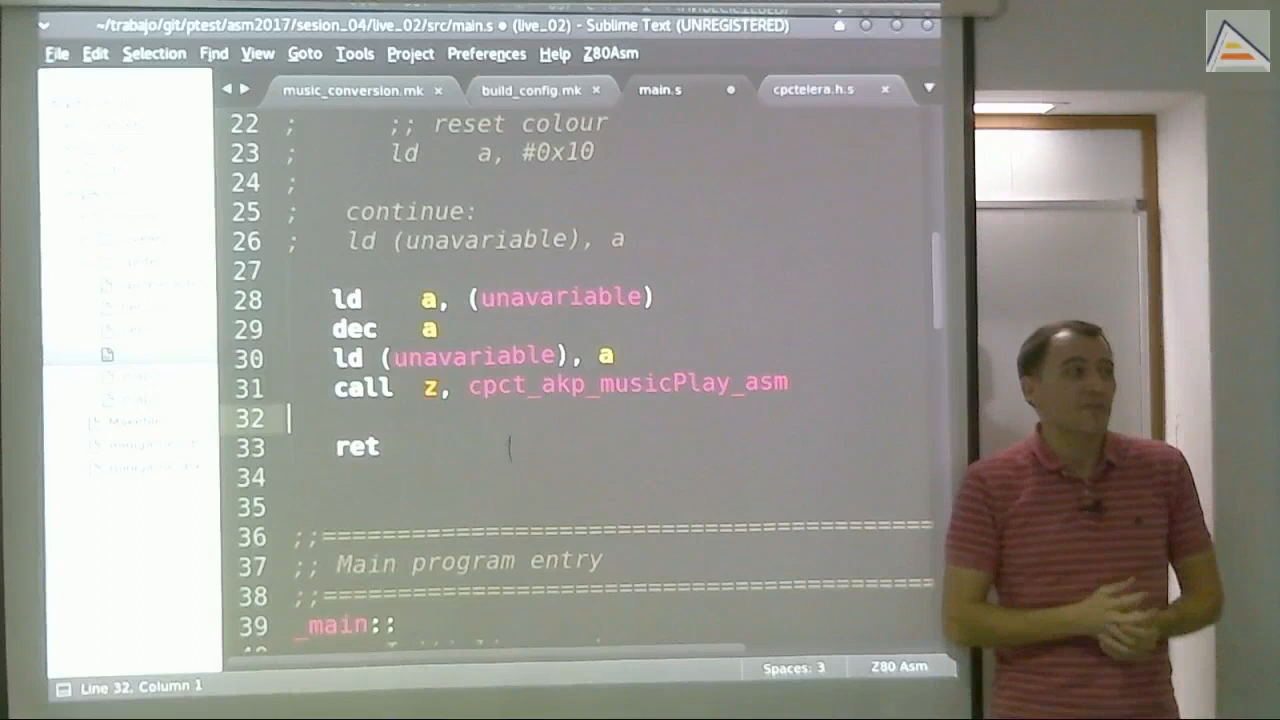 ~/trabajo/git/ptest/asm2017/sesion_04/live_02/src/main.s • (live_02) - Sublime Text (UNREGISTERED)
File Edit Selection Find View Goto Tools Project Preferences Help Z80Asm
music_conversion.mk × build_config.mk × main.s cpctelera.h.s ×
22 ; ;; reset colour
23 ; ld a, #0x10
24 ;
25 ; continue:
26 ; ld (unavariable), a
27
28 ld a, (unavariable)
29 dec a
30 ld (unavariable), a
31 call z, cpct_akp_musicPlay_asm
32
33 ret
34
35
36 ;;==========================================
37 ;; Main program entry
38 ;;==========================================
39 _main::
Line 32, Column 1 Spaces: 3 Z80 Asm